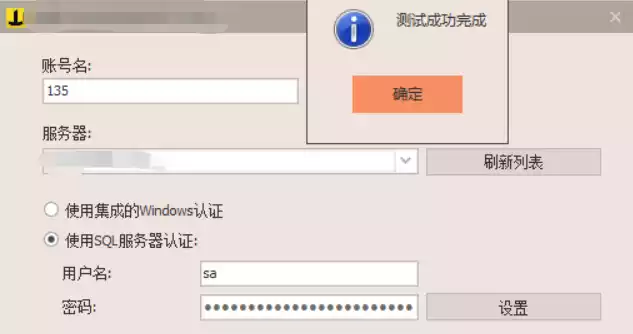 测试成功完成
确定
账号名:
135
服务器:
刷新列表
使用集成的Windows认证
使用SQL服务器认证:
用户名:
sa
密码:
设置